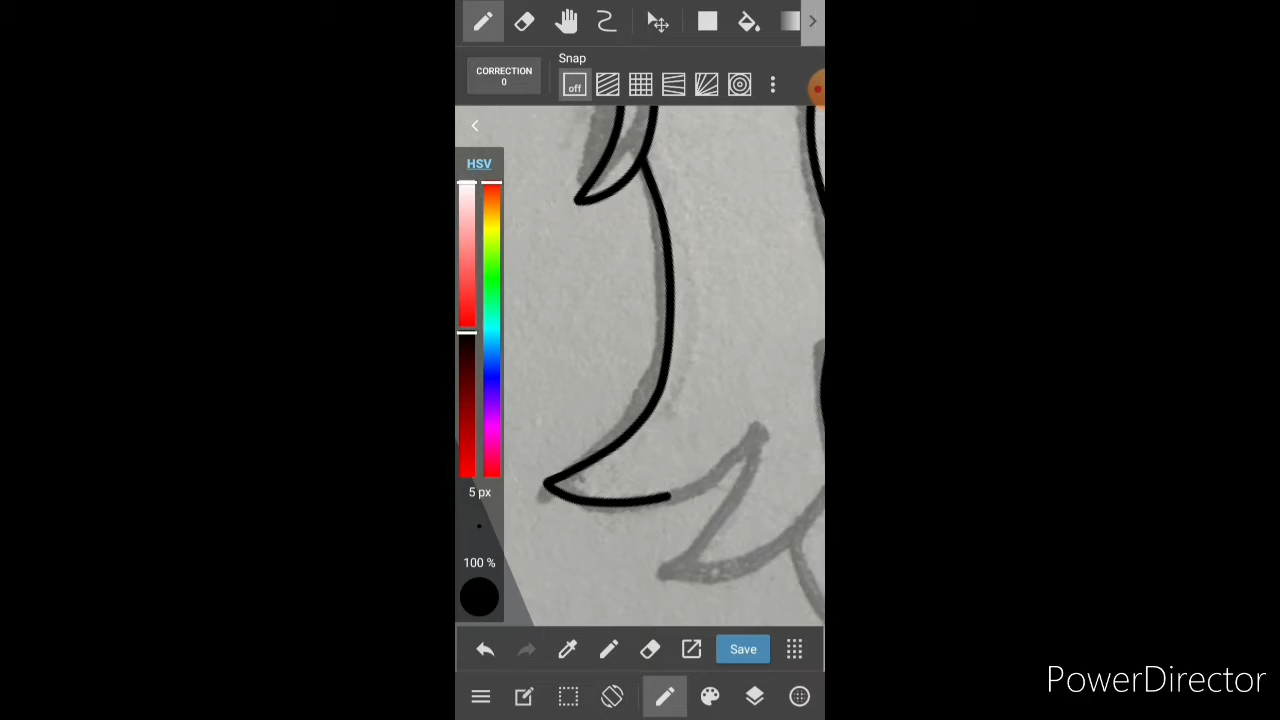 Snap
CORRECTION
0
off
HSV
5 px
100 %
Save
PowerDirector